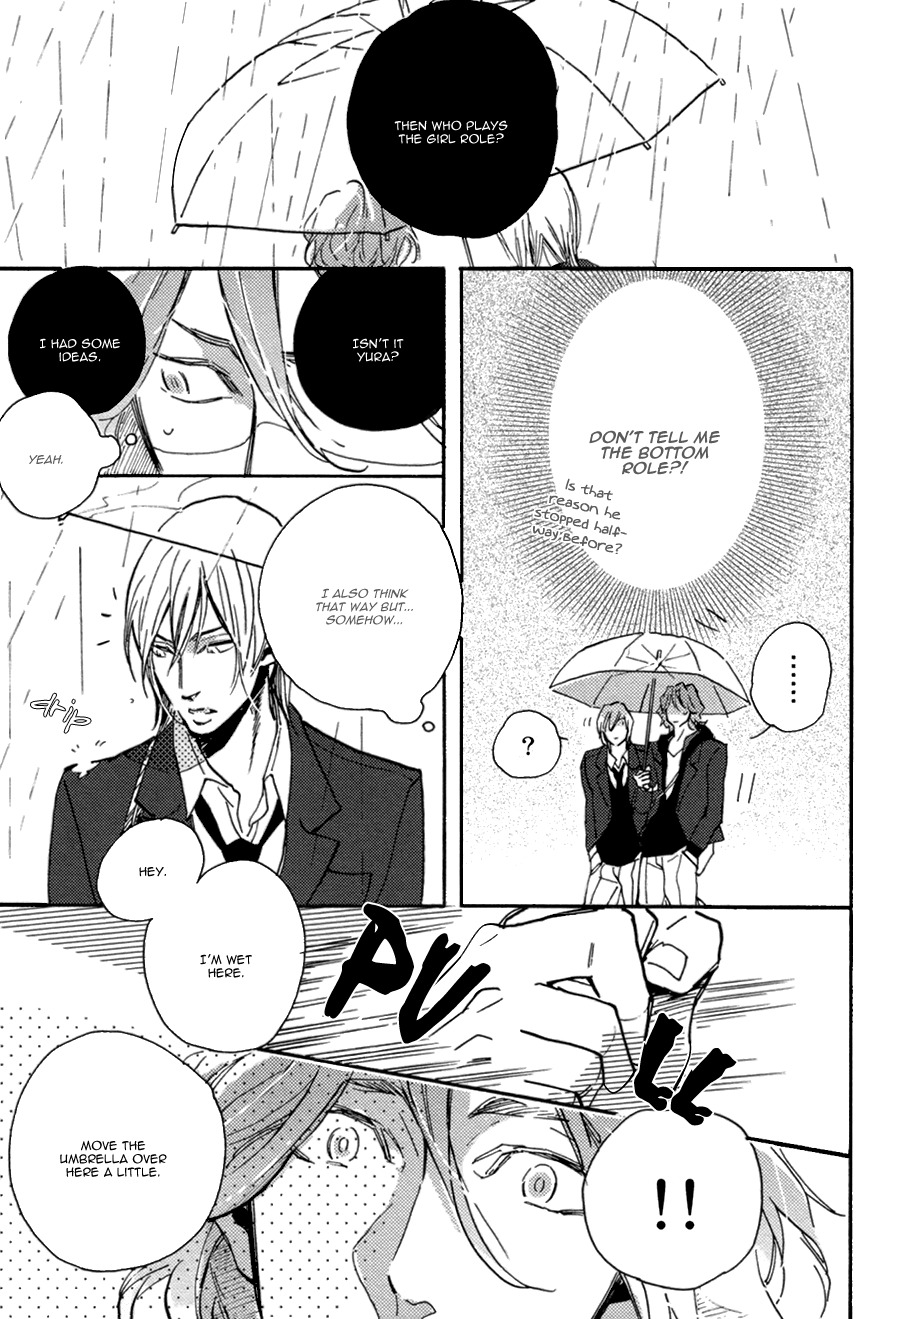 THEN WHO PLAYS
THE GIRL ROLE?
DON'T TELL ME
THE BOTTOM
ROLE?!
Is that
reason he
stopped half-
way before?
......
?
ISN'T IT
YURA?
I HAD SOME
IDEAS.
YEAH.
I ALSO THINK
THAT WAY BUT...
SOMEHOW...
drip
HEY.
I'M WET
HERE.
PULL
!!
MOVE THE
UMBRELLA OVER
HERE A LITTLE.